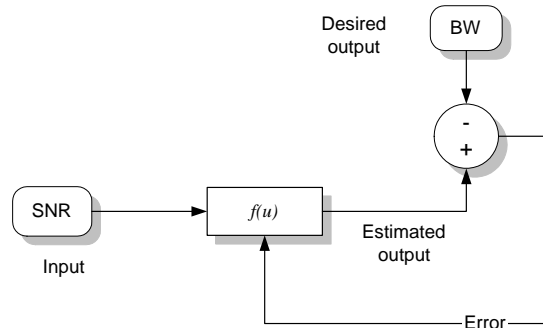 Desired
output
BW
-
+
SNR
f(u)
Input
Estimated
output
Error